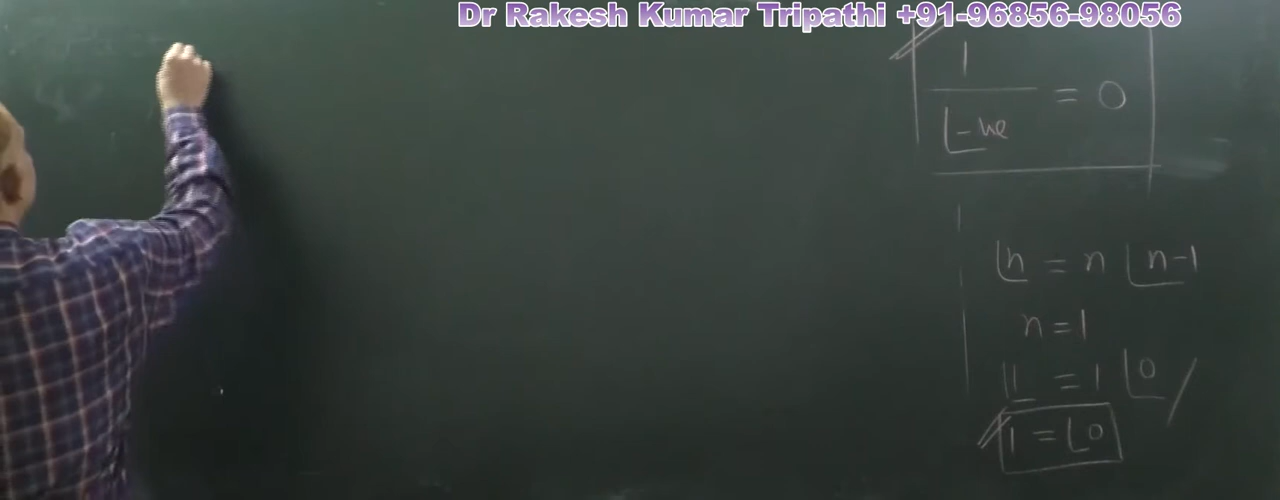 Dr Rakesh Kumar Tripathi +91-96856-98056
1
⌊-ve = 0
⌊n = n ⌊n-1
n = 1
⌊1 = 1 ⌊0
1 = ⌊0